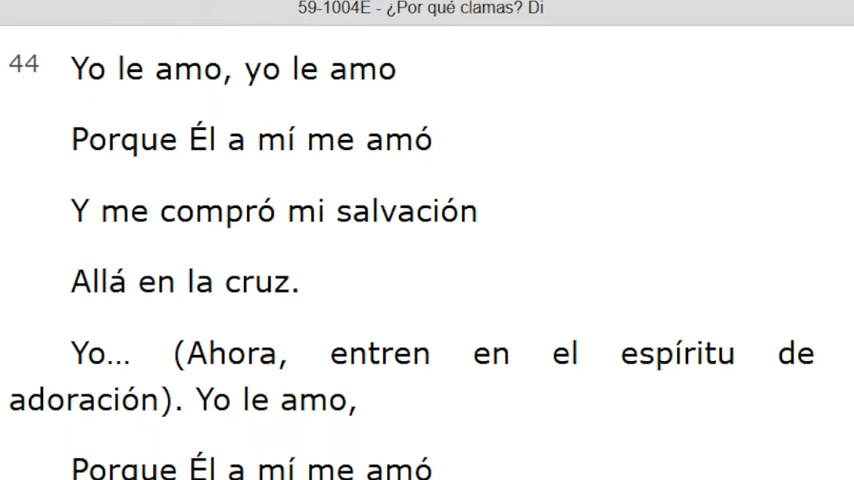 59-1004E - ¿Por qué clamas? Di
44 Yo le amo, yo le amo
Porque Él a mí me amó
Y me compró mi salvación
Allá en la cruz.
Yo... (Ahora, entren en el espíritu de
adoración). Yo le amo,
Porque Él a mí me amó